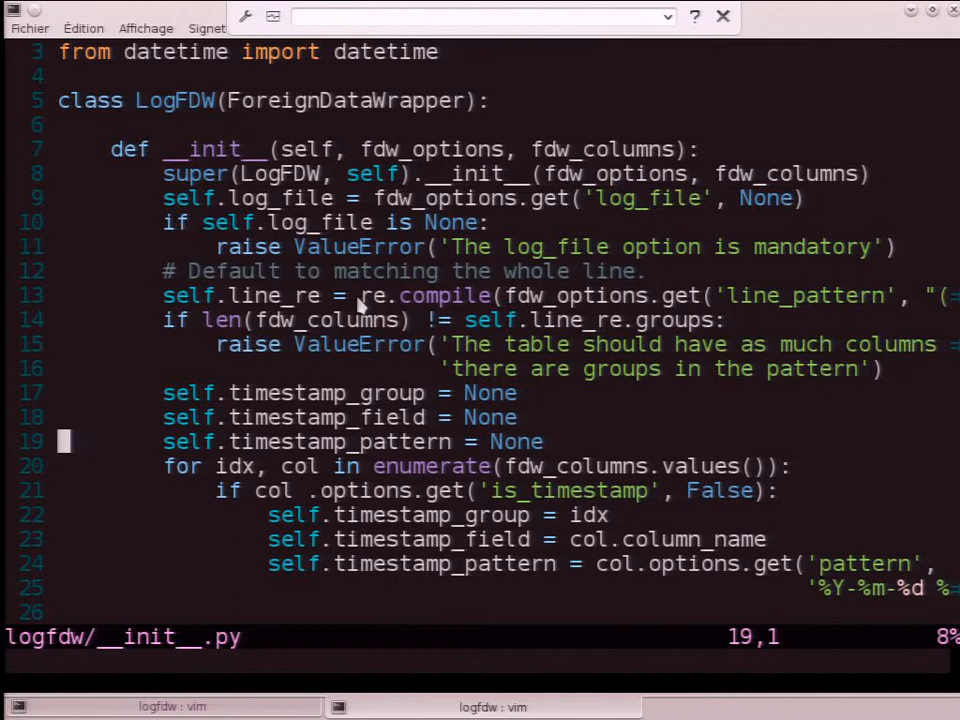 Fichier Édition Affichage Signet
?
3 from datetime import datetime
4
5 class LogFDW(ForeignDataWrapper):
6
7     def __init__(self, fdw_options, fdw_columns):
8         super(LogFDW, self).__init__(fdw_options, fdw_columns)
9         self.log_file = fdw_options.get('log_file', None)
10         if self.log_file is None:
11             raise ValueError('The log_file option is mandatory')
12         # Default to matching the whole line.
13         self.line_re = re.compile(fdw_options.get('line_pattern', "(=
14         if len(fdw_columns) != self.line_re.groups:
15             raise ValueError('The table should have as much columns =
16                              'there are groups in the pattern')
17         self.timestamp_group = None
18         self.timestamp_field = None
19         self.timestamp_pattern = None
20         for idx, col in enumerate(fdw_columns.values()):
21             if col .options.get('is_timestamp', False):
22                 self.timestamp_group = idx
23                 self.timestamp_field = col.column_name
24                 self.timestamp_pattern = col.options.get('pattern',
25                                                          '%Y-%m-%d %=
26
logfdw/__init__.py 19,1 8%
logfdw : vim
logfdw : vim